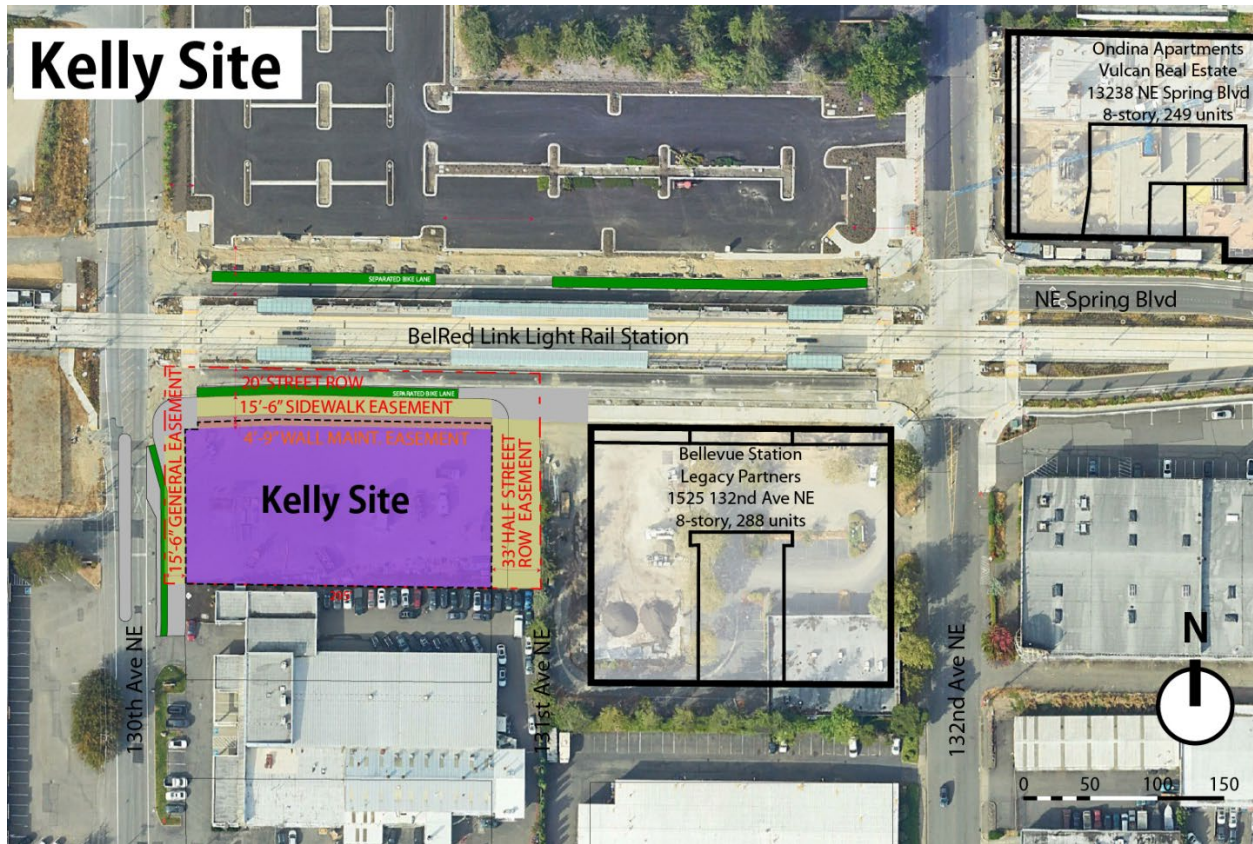 Kelly Site
Ondina Apartments
Vulcan Real Estate
13238 NE Spring Blvd
8-story, 249 units
SEPARATED BIKE LANE
NE Spring Blvd
BelRed Link Light Rail Station
20' STREET ROW
SEPARATED BIKE LANE
15'-6" SIDEWALK EASEMENT
4'-9" WALL MAINT. EASEMENT
15'-6" GENERAL EASEMENT
Kelly Site
33' HALF STREEET
ROW EASEMENT
Bellevue Station
Legacy Partners
1525 132nd Ave NE
8-story, 288 units
130th Ave NE
131st Ave NE
132nd Ave NE
N
0 50 100 150